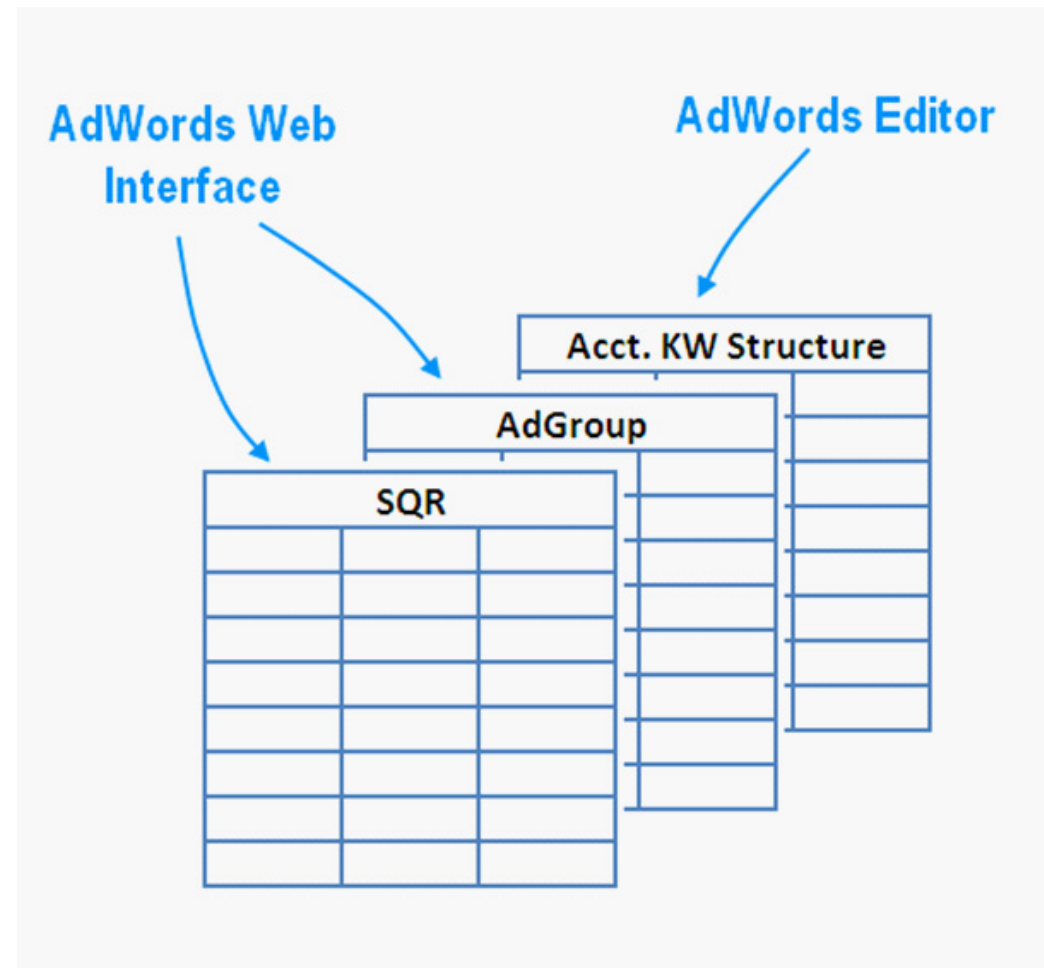 AdWords Web
Interface
AdWords Editor
Acct. KW Structure
AdGroup
SQR